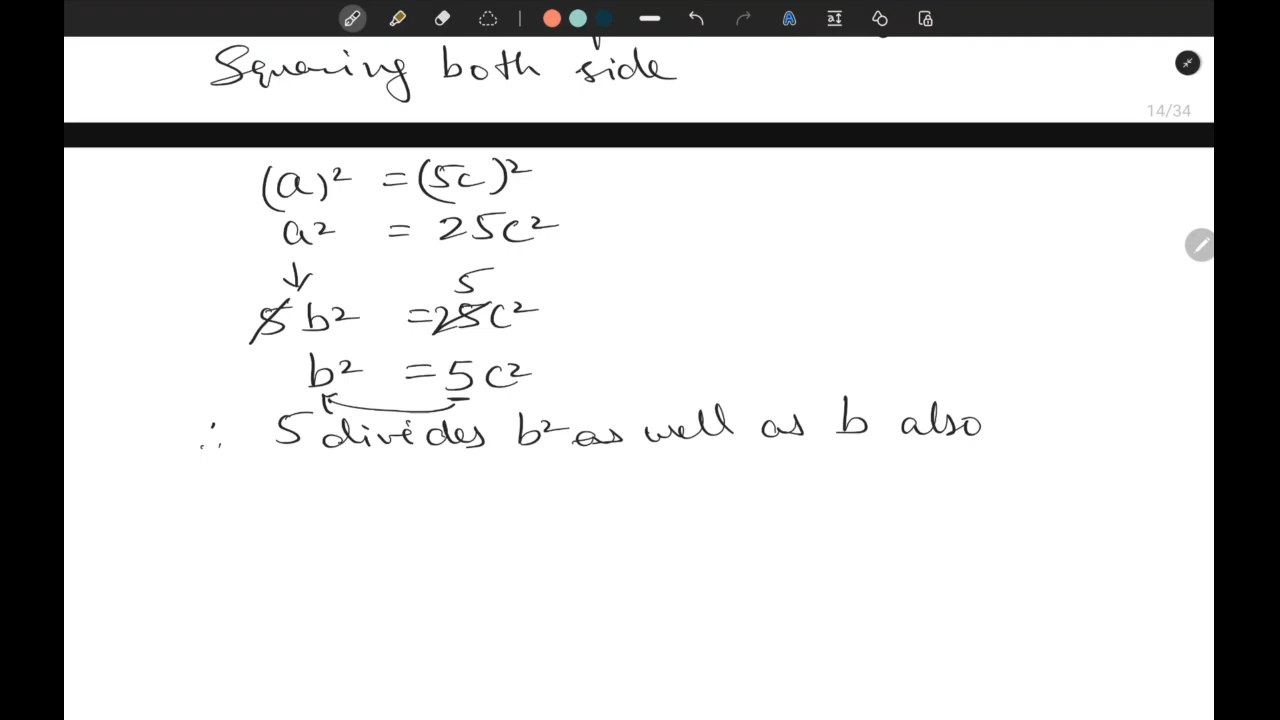 Squaring both side
14/34
(a)² = (5c)²
a² = 25c²
↓ 5
5b² = 25c²
b² = 5c²
∴ 5 divides b² as well as b also